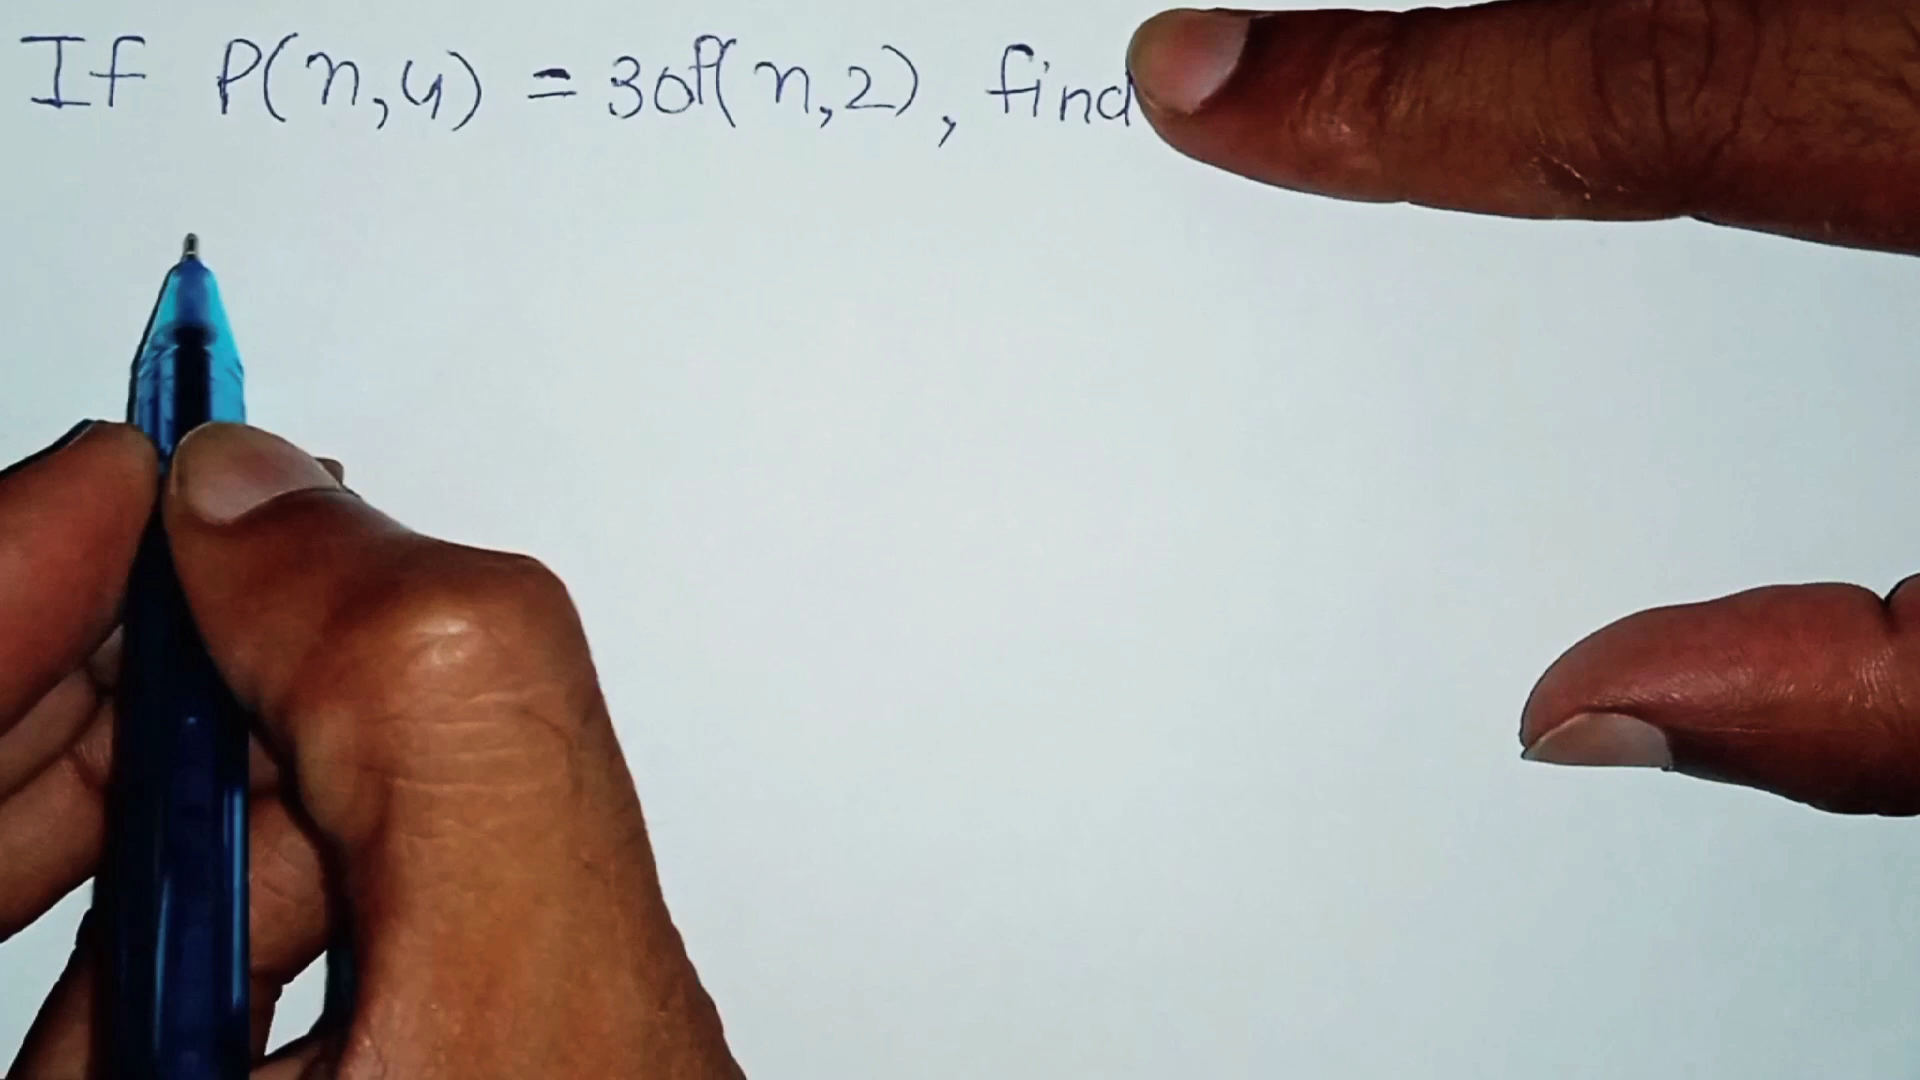 If P(n,4) = 30P(n,2), find